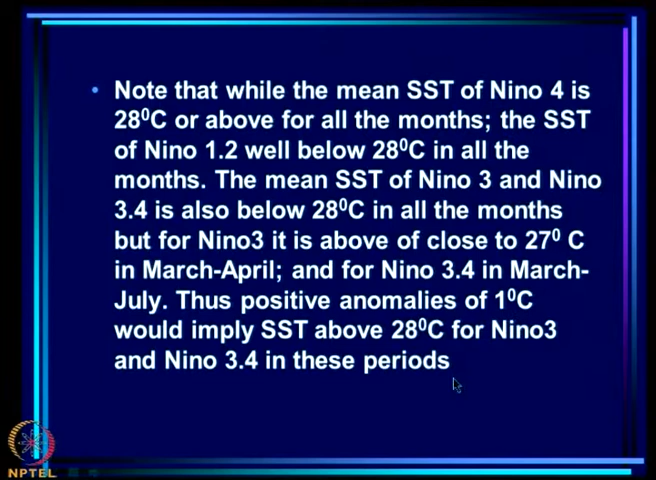 • Note that while the mean SST of Nino 4 is
28⁰C or above for all the months; the SST
of Nino 1.2 well below 28⁰C in all the
months. The mean SST of Nino 3 and Nino
3.4 is also below 28⁰C in all the months
but for Nino3 it is above of close to 27⁰ C
in March-April; and for Nino 3.4 in March-
July. Thus positive anomalies of 1⁰C
would imply SST above 28⁰C for Nino3
and Nino 3.4 in these periods
NPTEL